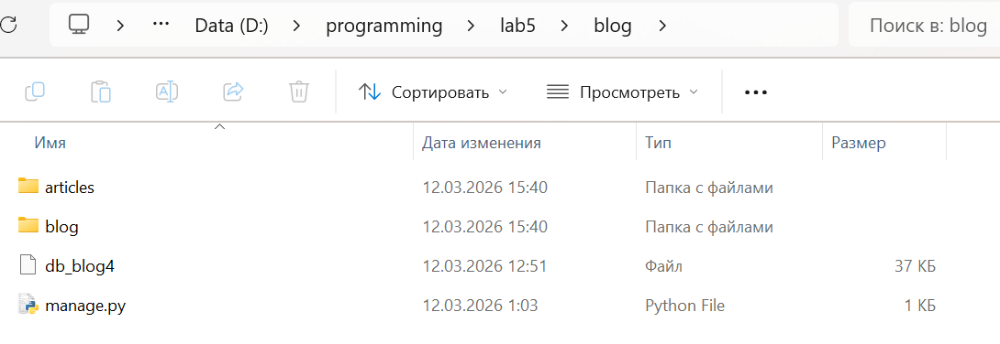 Data (D:) programming lab5 blog Поиск в: blog
Сортировать Просмотреть
Имя Дата изменения Тип Размер
articles 12.03.2026 15:40 Папка с файлами
blog 12.03.2026 15:40 Папка с файлами
db_blog4 12.03.2026 12:51 Файл 37 КБ
manage.py 12.03.2026 1:03 Python File 1 КБ